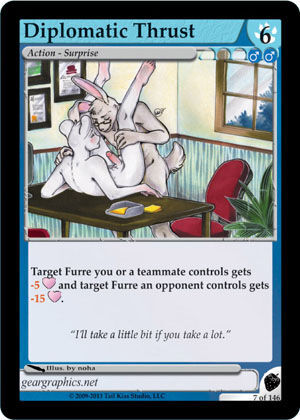 Diplomatic Thrust 6
Action - Surprise
Target Furre you or a teammate controls gets
-5 and target Furre an opponent controls gets
-15 .
"I'll take a little bit if you take a lot."
Illus. by noha
geargraphics.net
© 2009-2013 Tail Kiss Studio, LLC
7 of 146